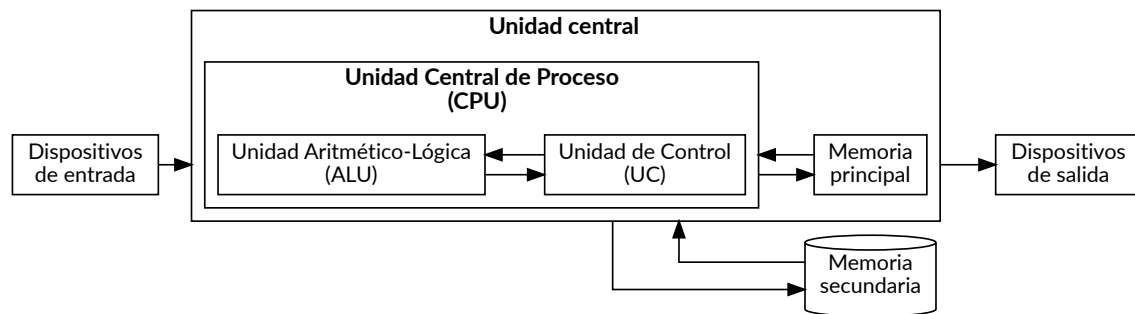 Unidad central
Unidad Central de Proceso
(CPU)
Dispositivos
de entrada
Unidad Aritmético-Lógica
(ALU)
Unidad de Control
(UC)
Memoria
principal
Dispositivos
de salida
Memoria
secundaria